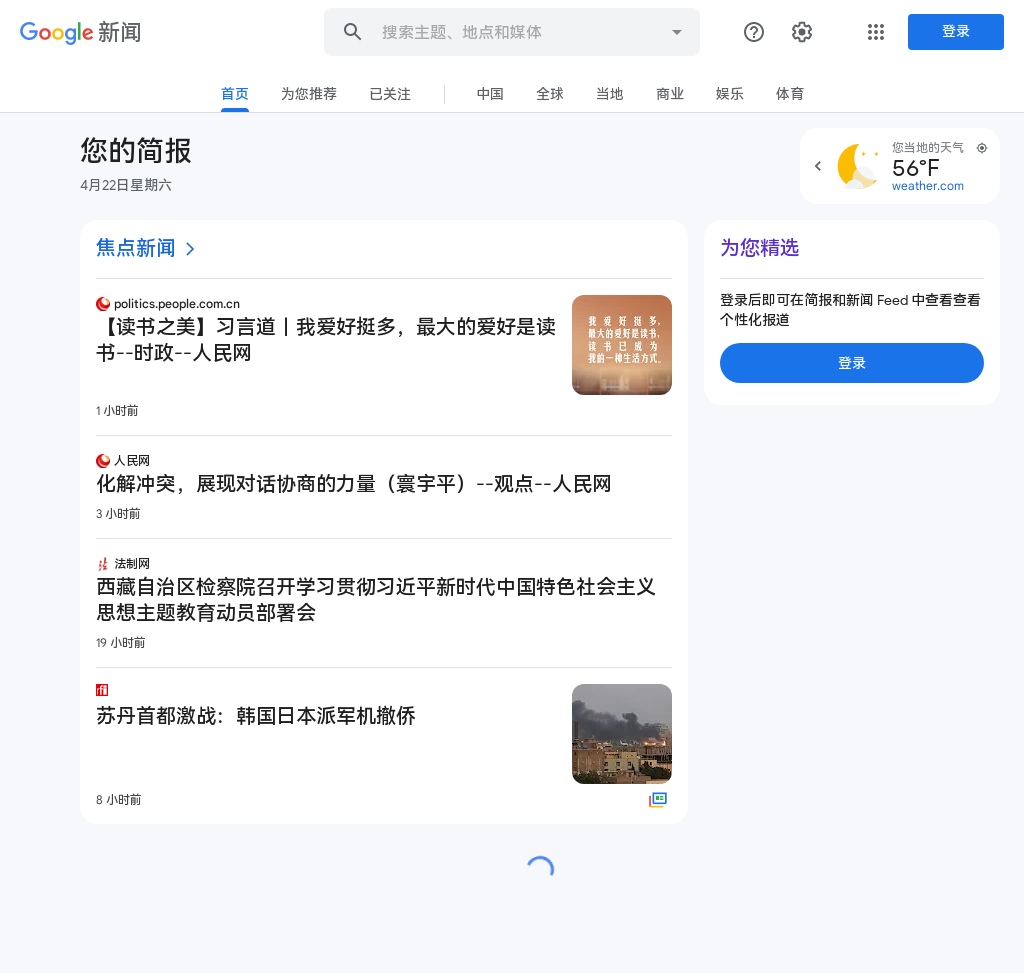 Google 新闻
搜索主题、地点和媒体
登录
首页 为您推荐 已关注 中国 全球 当地 商业 娱乐 体育
您的简报
4月22日星期六
您当地的天气
56°F
weather.com
焦点新闻
politics.people.com.cn
【读书之美】习言道丨我爱好挺多，最大的爱好是读
书--时政--人民网
我爱好挺多，
最大的爱好是读书，
读书已成为
我的一种生活方式。
1 小时前
人民网
化解冲突，展现对话协商的力量（寰宇平）--观点--人民网
3 小时前
法制网
西藏自治区检察院召开学习贯彻习近平新时代中国特色社会主义
思想主题教育动员部署会
19 小时前
rfi
苏丹首都激战：韩国日本派军机撤侨
8 小时前
为您精选
登录后即可在简报和新闻 Feed 中查看查看
个性化报道
登录